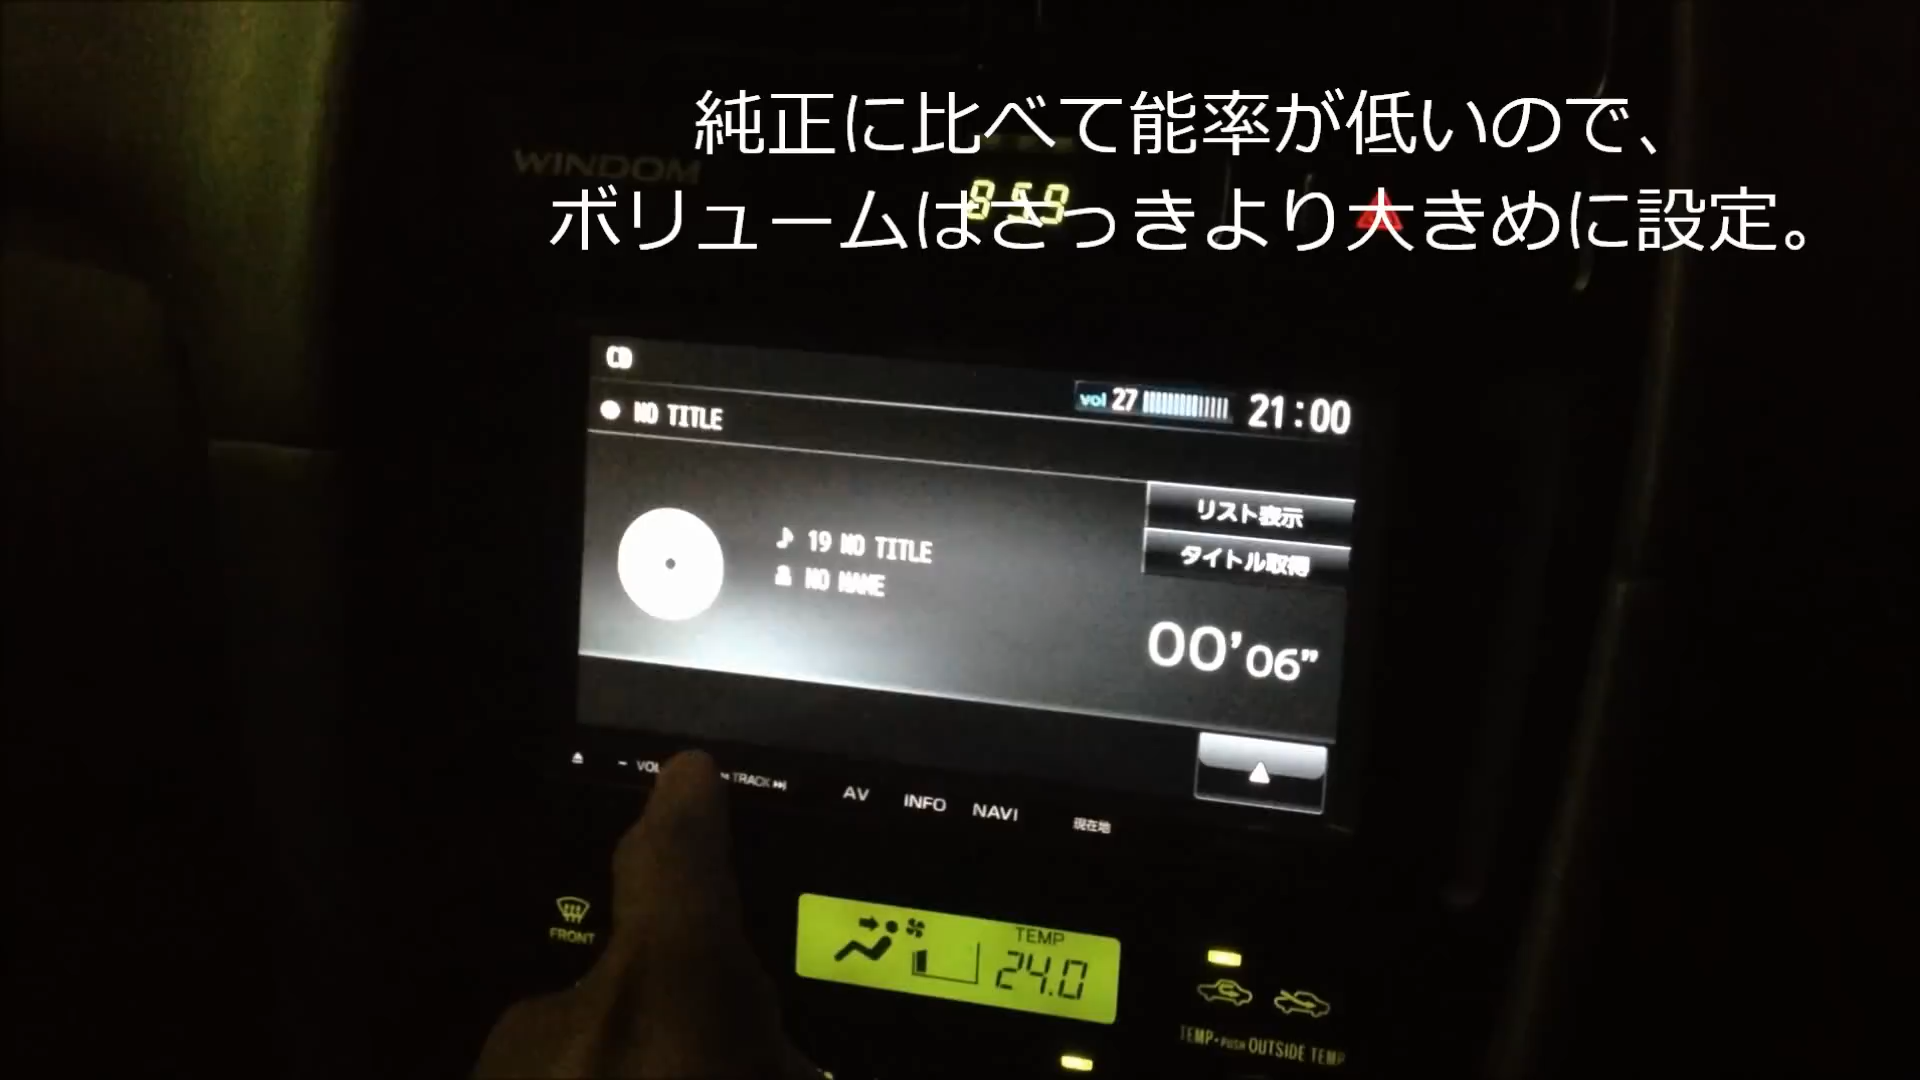 純正に比べて能率が低いので、
WINDOM
8:59
ボリュームはさっきより大きめに設定。
CD
vol 27
21:00
NO TITLE
リスト表示
19 NO TITLE
タイトル取得
NO NAME
00'06"
- VOL
TRACK
AV
INFO
NAVI
現在地
FRONT
TEMP
24.0
TEMP・PUSH OUTSIDE TEMP